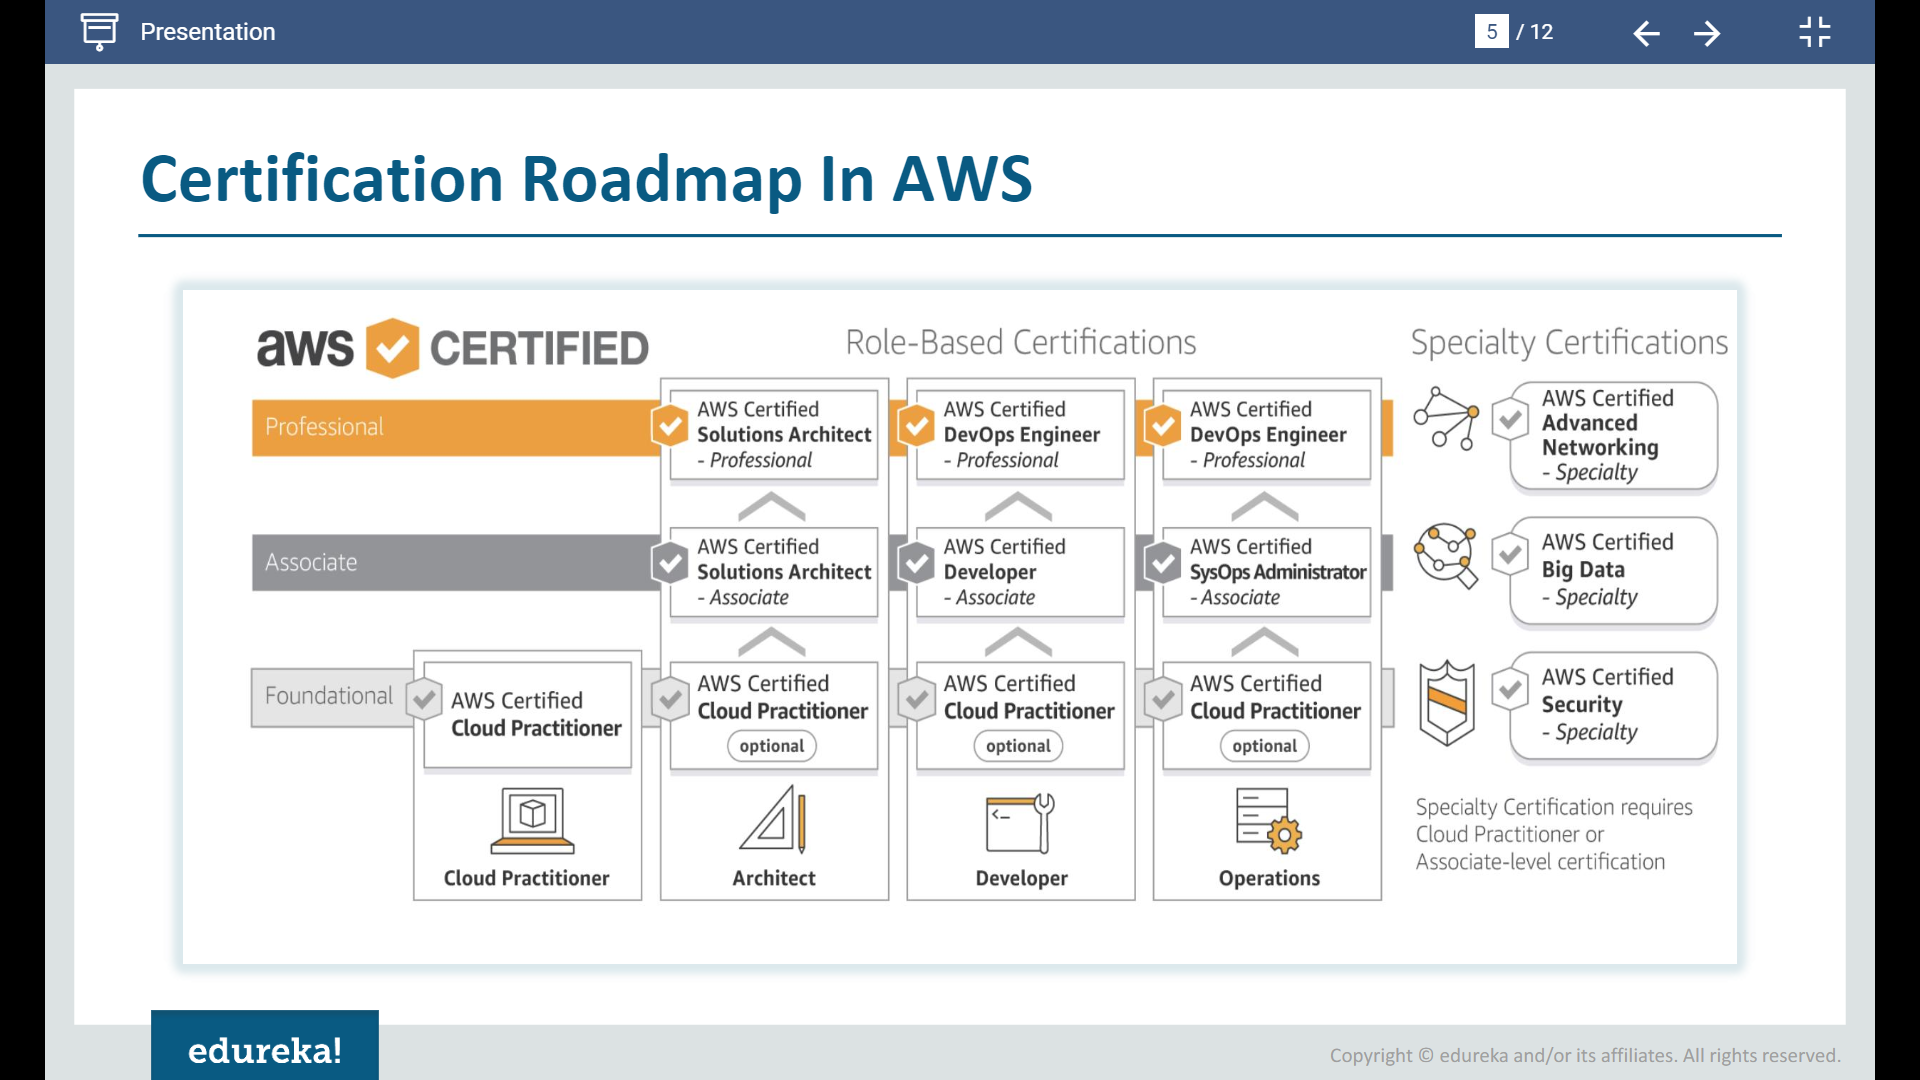 Presentation
5 / 12
Certification Roadmap In AWS
aws CERTIFIED
Role-Based Certifications
Specialty Certifications
Professional
AWS Certified
Solutions Architect
- Professional
AWS Certified
DevOps Engineer
- Professional
AWS Certified
DevOps Engineer
- Professional
AWS Certified
Advanced
Networking
- Specialty
Associate
AWS Certified
Solutions Architect
- Associate
AWS Certified
Developer
- Associate
AWS Certified
SysOps Administrator
- Associate
AWS Certified
Big Data
- Specialty
Foundational
AWS Certified
Cloud Practitioner
AWS Certified
Cloud Practitioner
optional
AWS Certified
Cloud Practitioner
optional
AWS Certified
Cloud Practitioner
optional
AWS Certified
Security
- Specialty
Cloud Practitioner
Architect
Developer
Operations
Specialty Certification requires
Cloud Practitioner or
Associate-level certification
edureka!
Copyright © edureka and/or its affiliates. All rights reserved.